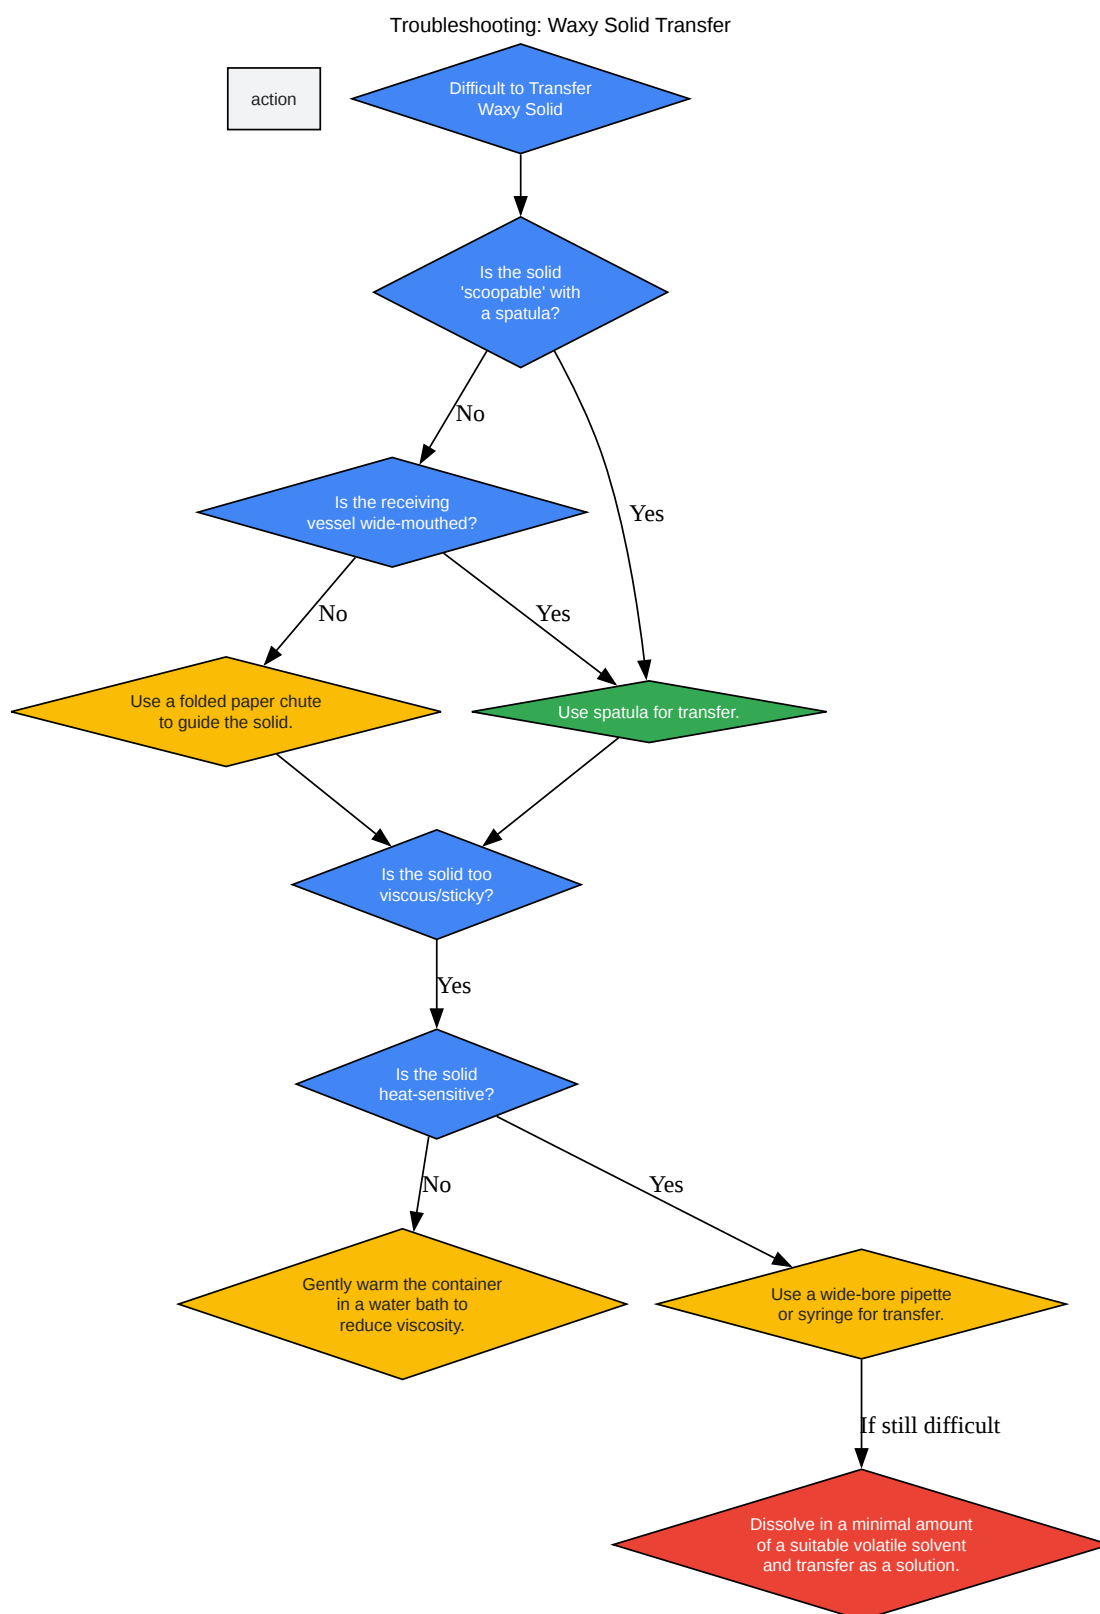 Troubleshooting: Waxy Solid Transfer
action
Difficult to Transfer
Waxy Solid
Is the solid
'scoopable' with
a spatula?
No
Yes
Is the receiving
vessel wide-mouthed?
No
Yes
Use a folded paper chute
to guide the solid.
Use spatula for transfer.
Is the solid too
viscous/sticky?
Yes
Is the solid
heat-sensitive?
No
Yes
Gently warm the container
in a water bath to
reduce viscosity.
Use a wide-bore pipette
or syringe for transfer.
If still difficult
Dissolve in a minimal amount
of a suitable volatile solvent
and transfer as a solution.